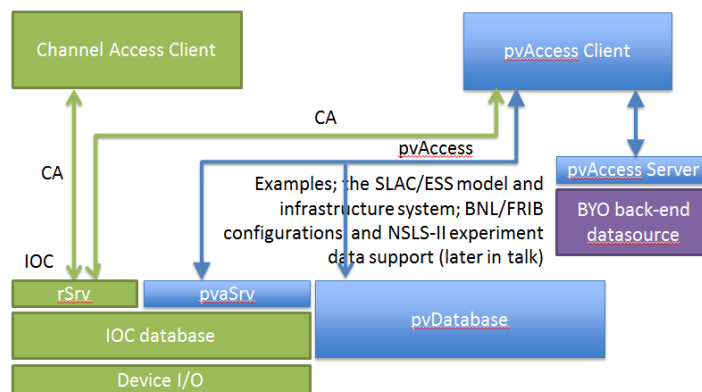 Channel Access Client
pvAccess Client
CA
pvAccess
CA
Examples; the SLAC/ESS model and
infrastructure system; BNL/FRIB
configurations and NSLS-II experiment
data support (later in talk)
pvAccess Server
BYO back-end
datasource
IOC
rSrv
pvaSrv
pvDatabase
IOC database
Device I/O